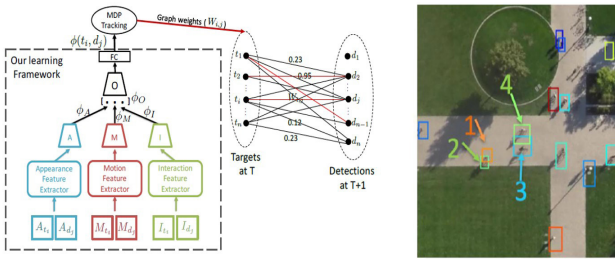 MDP
Tracking
Graph weights (W_{i,j})
ϕ(t_i, d_j)
FC
Our learning
Framework
O
[ ... ]
ϕ_O
ϕ_A
ϕ_M
ϕ_I
A
M
I
Appearance
Feature
Extractor
Motion
Feature
Extractor
Interaction
Feature
Extractor
A_{t_i} A_{d_j}
M_{t_i} M_{d_j}
I_{t_i} I_{d_j}
t_1
t_2
t_i
t_n
0.23
0.95
0.12
0.23
d_1
d_2
d_j
d_{n-1}
d_n
Targets
at T
Detections
at T+1
4
1
2
3